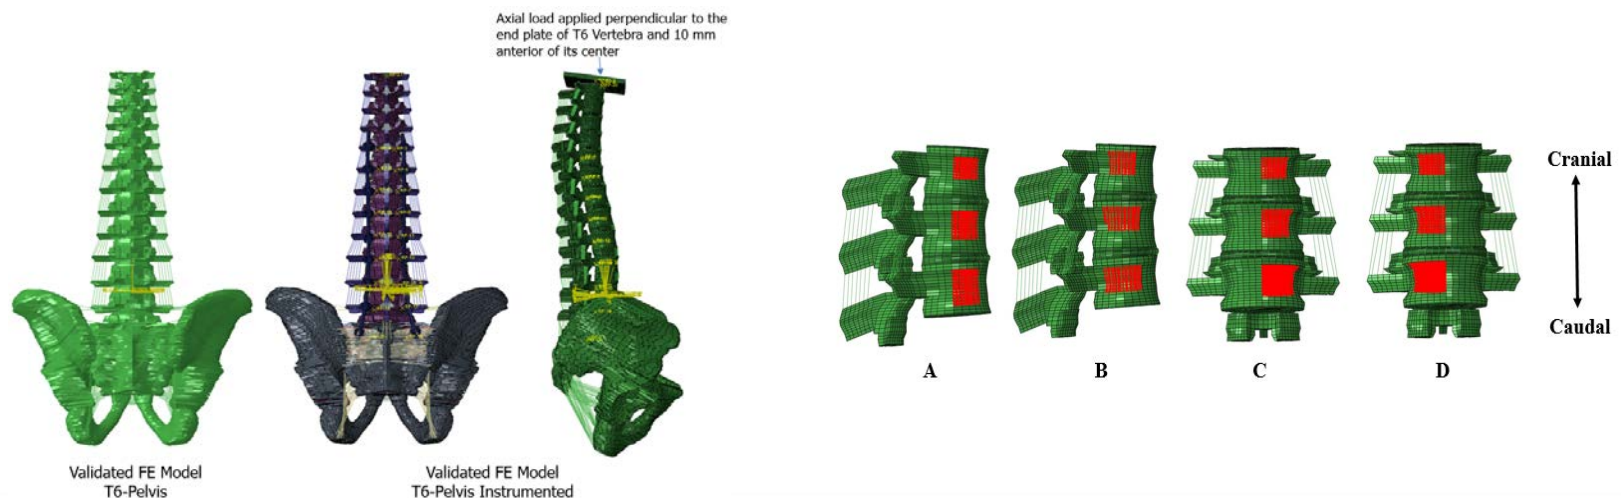 Axial load applied perpendicular to the
end plate of T6 Vertebra and 10 mm
anterior of its center
Validated FE Model
T6-Pelvis
Validated FE Model
T6-Pelvis Instrumented
A
B
C
D
Cranial
Caudal